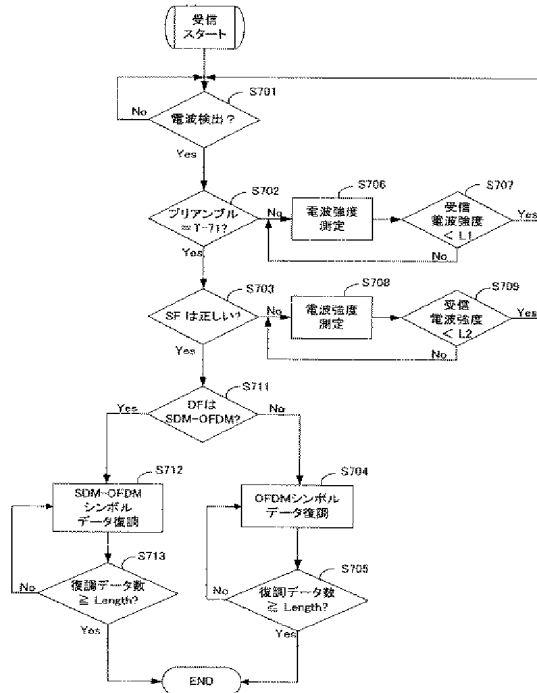 受信
スタート
S701
電波検出？
No
Yes
S702
プリアンブル
No
Yes
S706
電波強度
測定
S707
受信
電波強度
< L1
Yes
No
S703
SFは正しい?
No
Yes
S708
電波強度
測定
S709
受信
電波強度
< L2
Yes
No
S711
DFは
SDM-OFDM?
Yes
No
S712
SDM-OFDM
シンボル
データ復調
S704
OFDMシンボル
データ復調
S713
復調データ数
≧ Length?
No
Yes
S705
復調データ数
≧ Length?
No
Yes
END